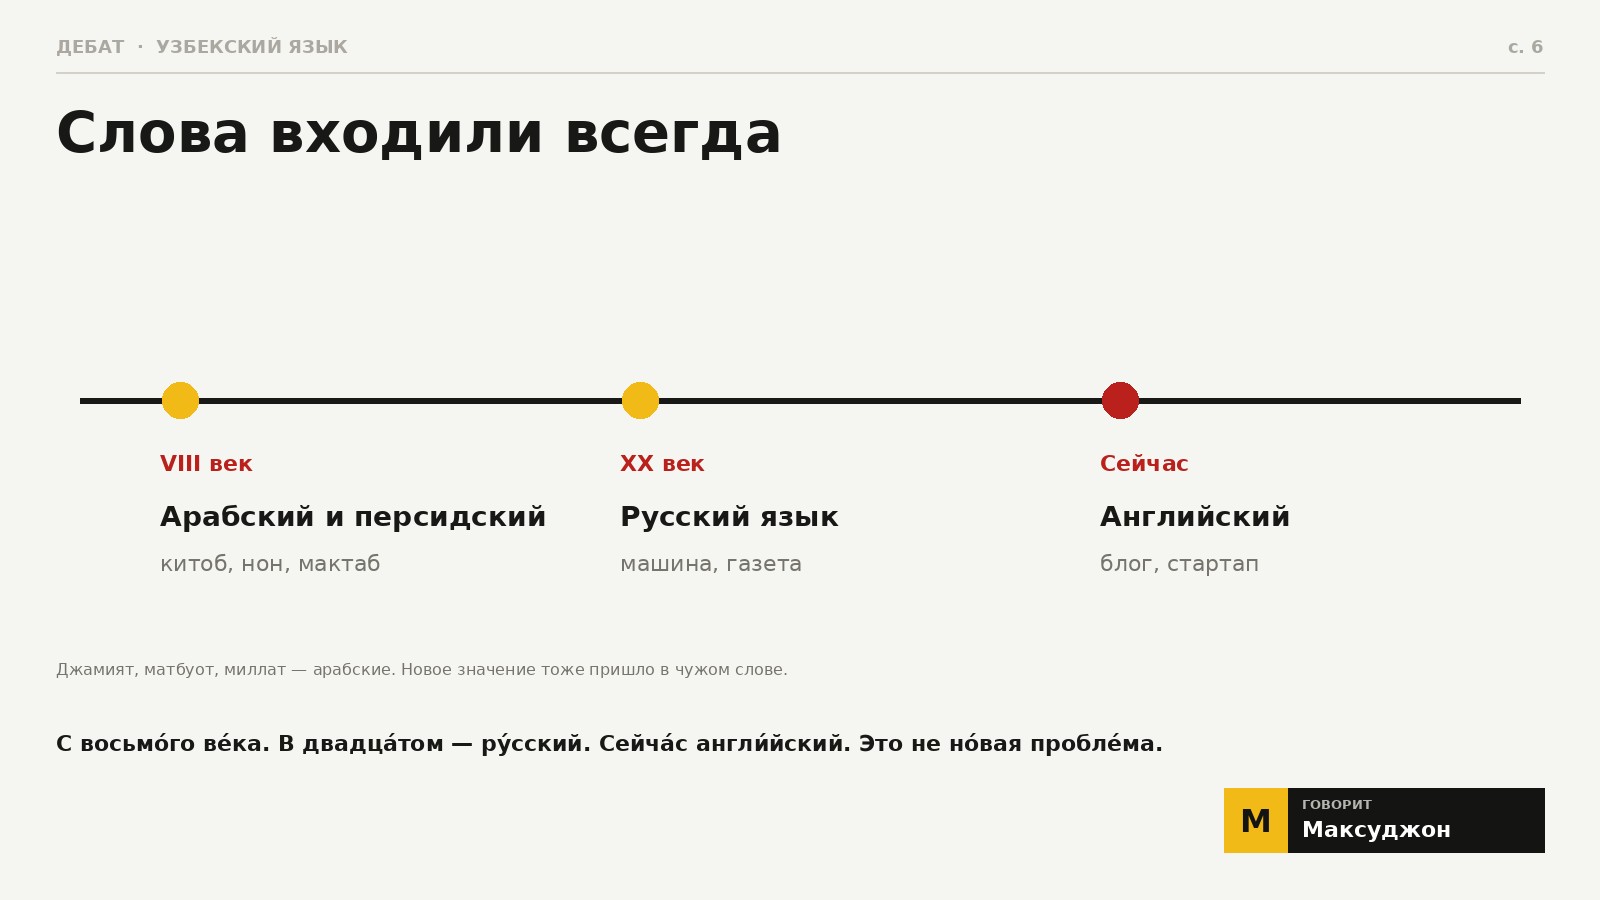 ДЕБАТ · УЗБЕКСКИЙ ЯЗЫК
с. 6
Слова входили всегда
VIII век
XX век
Сейчас
Арабский и персидский
Русский язык
Английский
китоб, нон, мактаб
машина, газета
блог, стартап
Джамият, матбуот, миллат — арабские. Новое значение тоже пришло в чужом слове.
С восьмо́го ве́ка. В двадца́том — ру́сский. Сейча́с англи́йский. Это не но́вая пробле́ма.
М
ГОВОРИТ
Максуджон